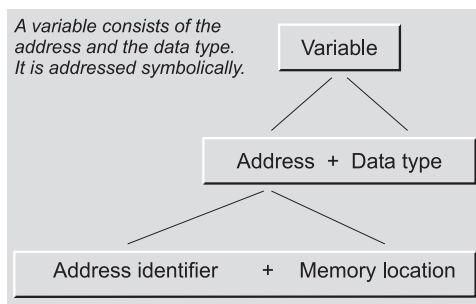 A variable consists of the
address and the data type.
It is addressed symbolically.
Variable
Address + Data type
Address identifier + Memory location